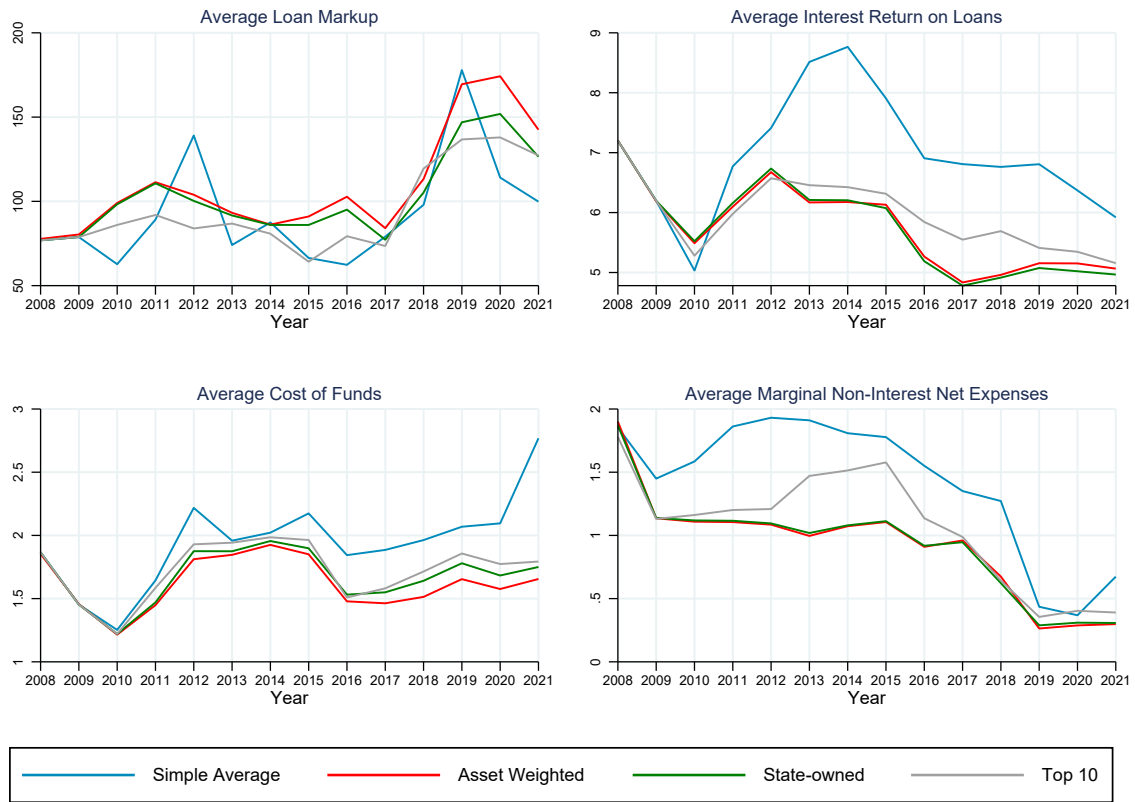 Average Loan Markup
200
150
100
50
2008 2009 2010 2011 2012 2013 2014 2015 2016 2017 2018 2019 2020 2021
Year
Average Interest Return on Loans
9
8
7
6
5
2008 2009 2010 2011 2012 2013 2014 2015 2016 2017 2018 2019 2020 2021
Year
Average Cost of Funds
3
2.5
2
1.5
1
2008 2009 2010 2011 2012 2013 2014 2015 2016 2017 2018 2019 2020 2021
Year
Average Marginal Non-Interest Net Expenses
2
1.5
1
.5
0
2008 2009 2010 2011 2012 2013 2014 2015 2016 2017 2018 2019 2020 2021
Year
Simple Average Asset Weighted State-owned Top 10